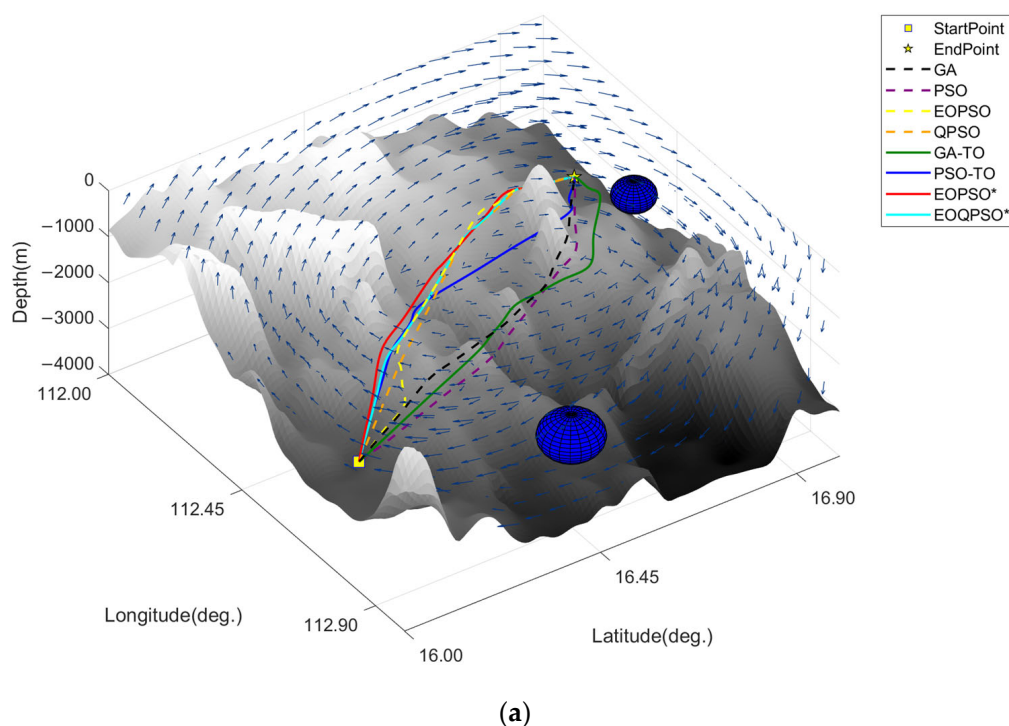 StartPoint
EndPoint
GA
PSO
EOPSO
QPSO
GA-TO
PSO-TO
EOPSO*
EOQPSO*
0
−1000
−2000
−3000
−4000
Depth(m)
112.00
112.45
112.90
Longitude(deg.)
16.00
16.45
16.90
Latitude(deg.)
(a)